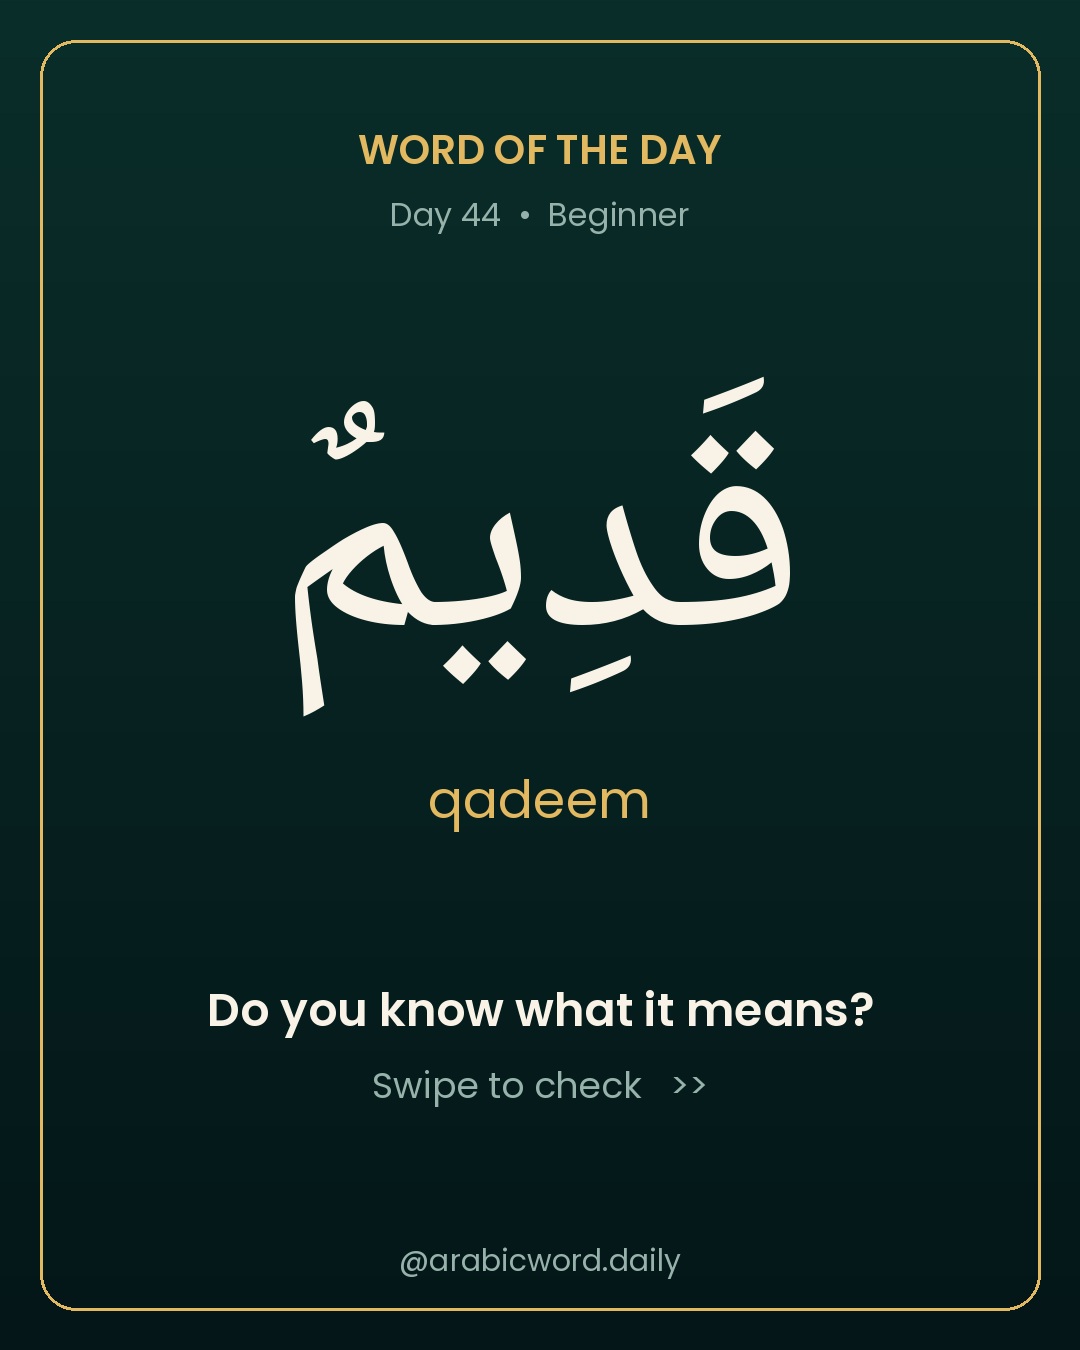 WORD OF THE DAY
Day 44 • Beginner
قَدِيمٌ
qadeem
Do you know what it means?
Swipe to check >>
@arabicword.daily